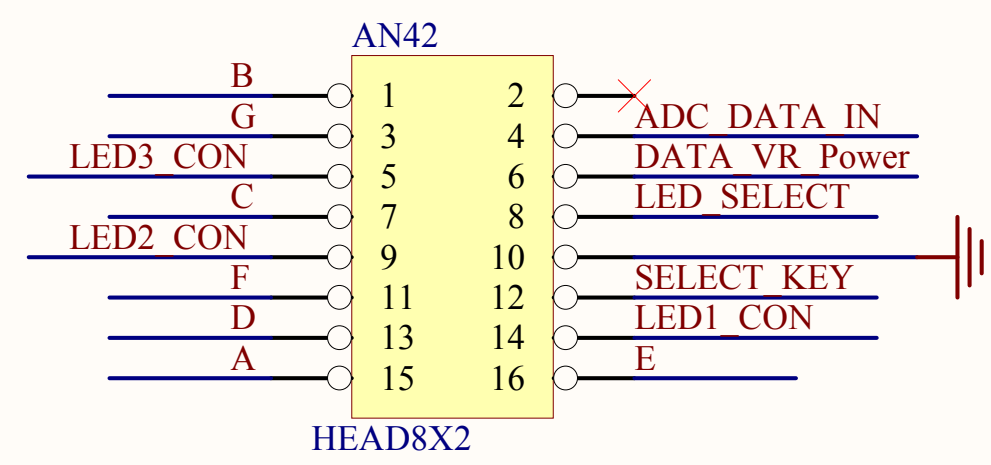 AN42
B 1 2
G 3 4 ADC_DATA_IN
LED3_CON 5 6 DATA_VR_Power
C 7 8 LED_SELECT
LED2_CON 9 10
F 11 12 SELECT_KEY
D 13 14 LED1_CON
A 15 16 E
HEAD8X2